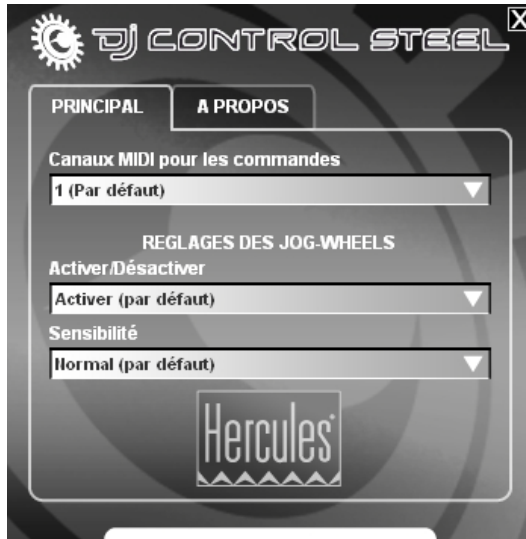 DJ CONTROL STEEL
X
PRINCIPAL
A PROPOS
Canaux MIDI pour les commandes
1 (Par défaut)
REGLAGES DES JOG-WHEELS
Activer/Désactiver
Activer (par défaut)
Sensibilité
Normal (par défaut)
Hercules